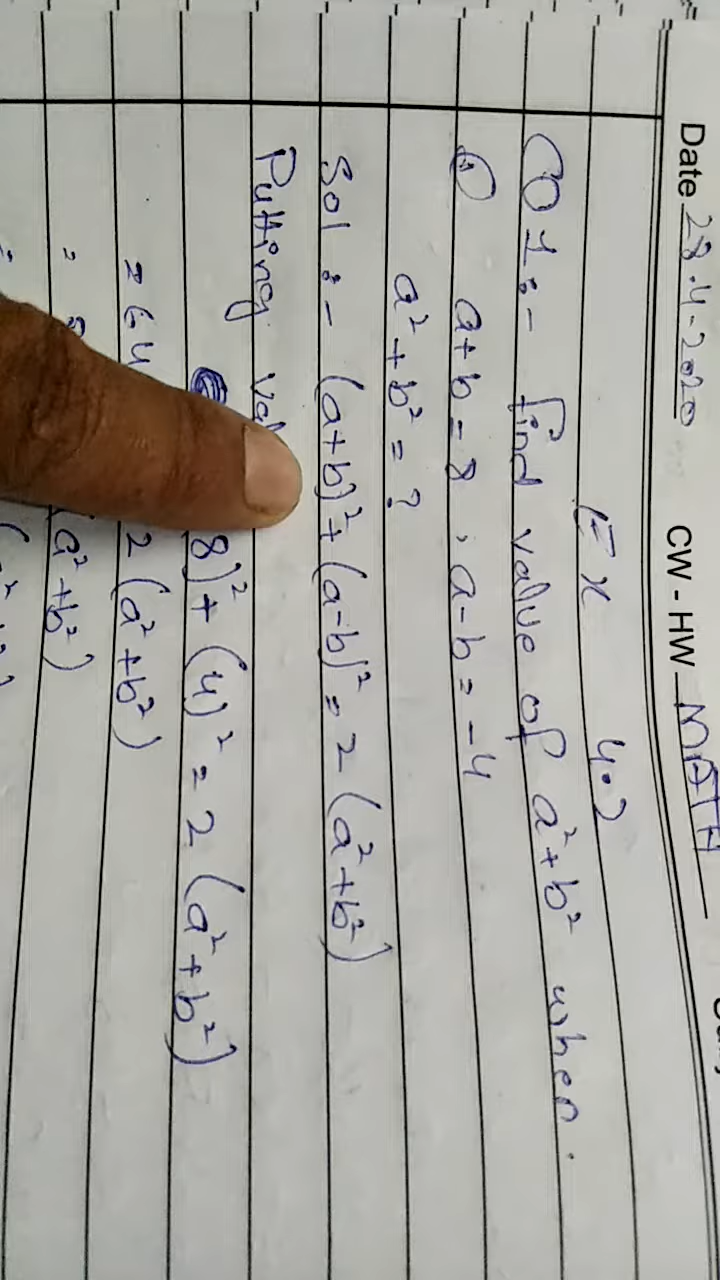 Date 28.4-2020 CW - HW MATH
Ex 4.2
Q1:- find value of a² + b² when.
a+b = 8 , a-b = -4
a² + b² = ?
Sol :- (a+b)² + (a-b)² = 2 (a² + b²)
Putting
8)² + (4)² = 2 (a² + b²)
= 64 2 (a² + b²)
= a² + b²)